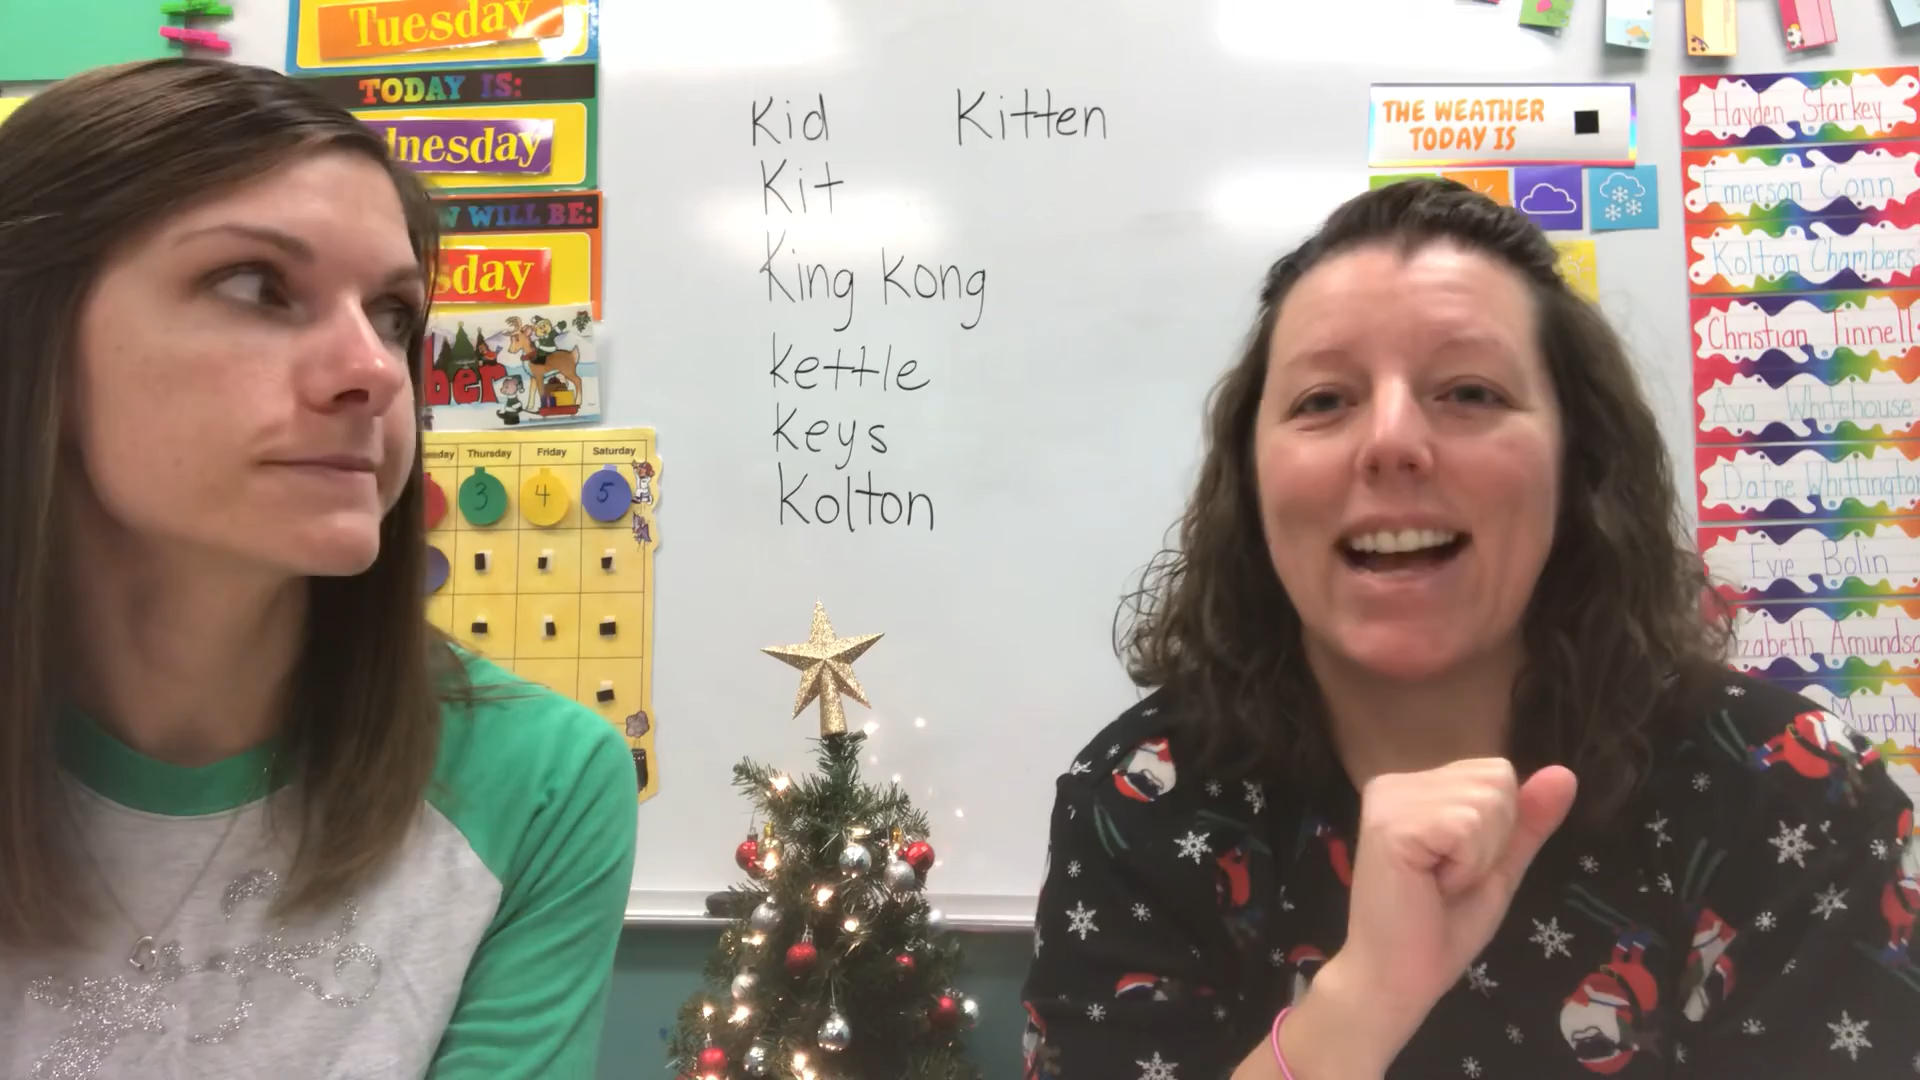 Tuesday
TODAY IS:
nesday
W WILL BE:
sday
ber
Thursday Friday Saturday
3 4 5
Kid Kitten
Kit
King Kong
Kettle
Keys
Kolton
THE WEATHER
TODAY IS
Hayden Starkey
Emerson Conn
Kolton Chambers
Christian Tinnell
Ava Whitehouse
Dafne Whittington
Evie Bolin
zabeth Amundso
Murphy